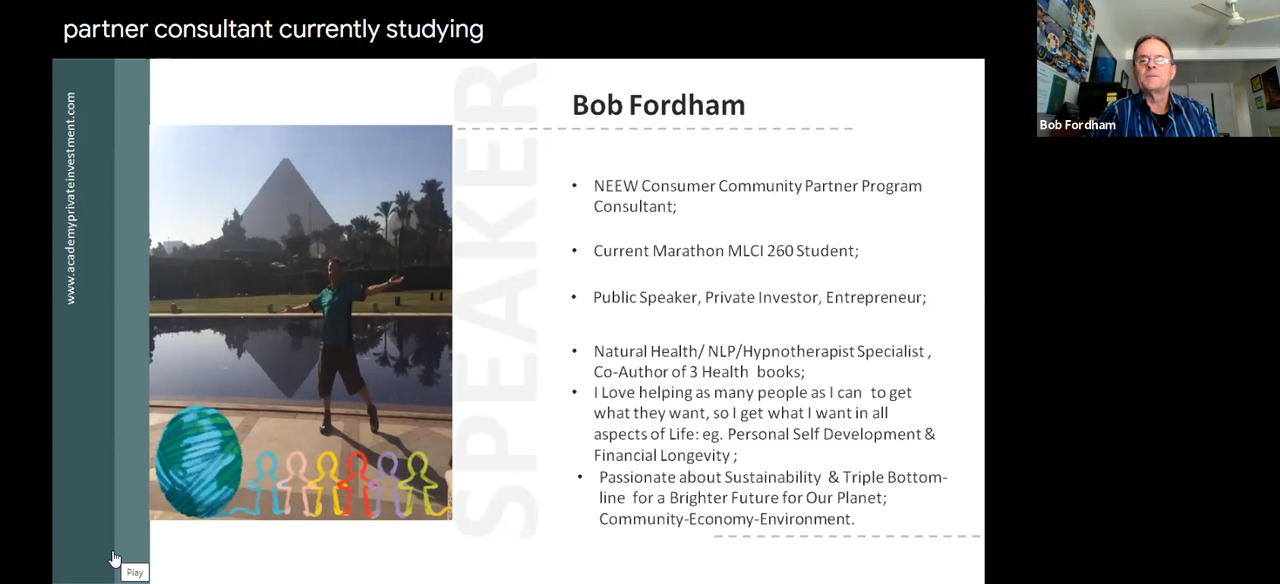 partner consultant currently studying
www.academyprivateinvestment.com
SPEAKER
Bob Fordham
• NEEW Consumer Community Partner Program
Consultant;
• Current Marathon MLCI 260 Student;
• Public Speaker, Private Investor, Entrepreneur;
• Natural Health/ NLP/Hypnotherapist Specialist ,
Co-Author of 3 Health books;
• I Love helping as many people as I can to get
what they want, so I get what I want in all
aspects of Life: eg. Personal Self Development &
Financial Longevity ;
• Passionate about Sustainability & Triple Bottom-
line for a Brighter Future for Our Planet;
Community-Economy-Environment.
Play
Bob Fordham